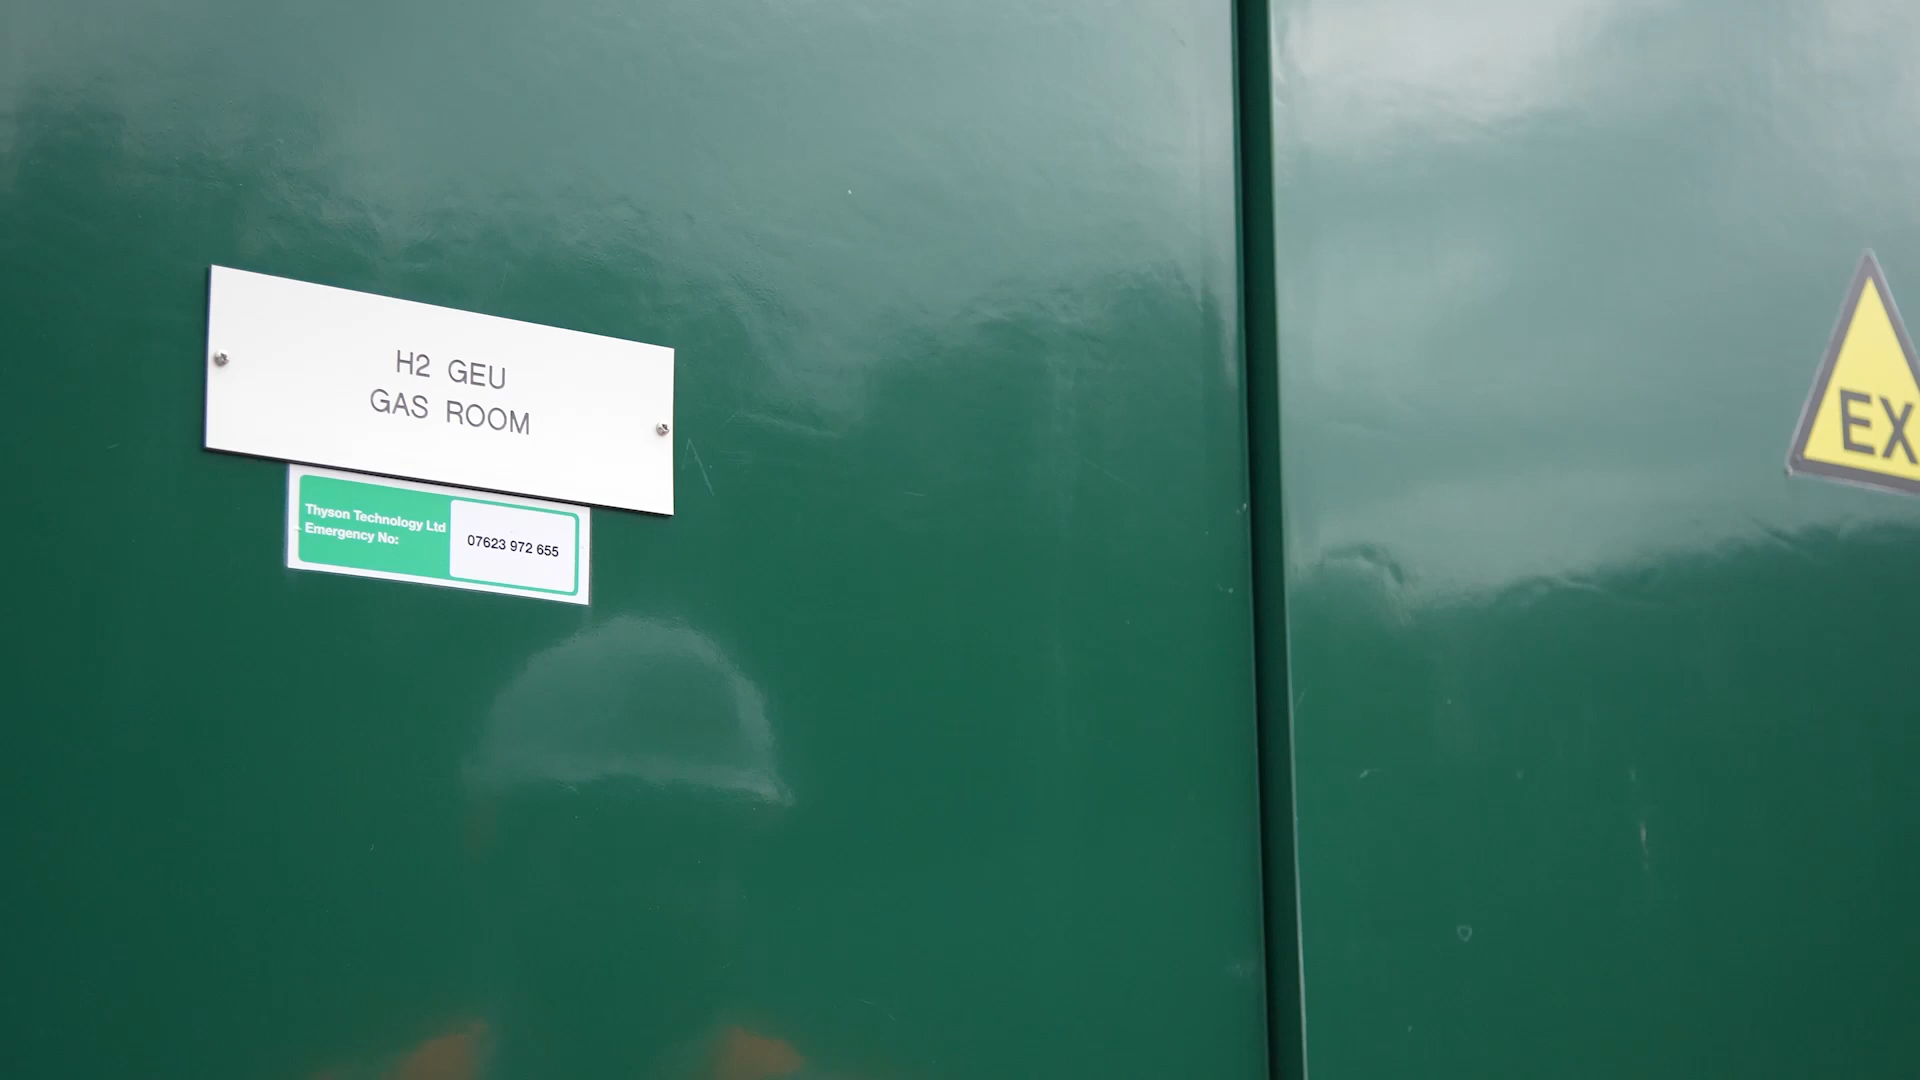 H2 GEU
GAS ROOM
Thyson Technology Ltd
Emergency No:
07623 972 655
EX